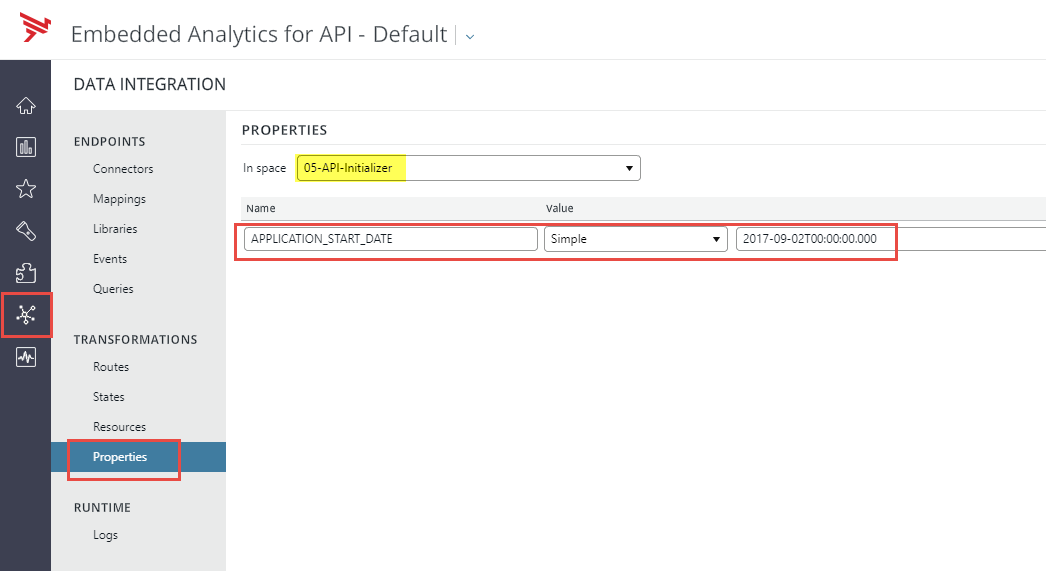 Embedded Analytics for API - Default
DATA INTEGRATION
ENDPOINTS
Connectors
Mappings
Libraries
Events
Queries
TRANSFORMATIONS
Routes
States
Resources
Properties
RUNTIME
Logs
PROPERTIES
In space 05-API-Initializer
Name Value
APPLICATION_START_DATE Simple 2017-09-02T00:00:00.000